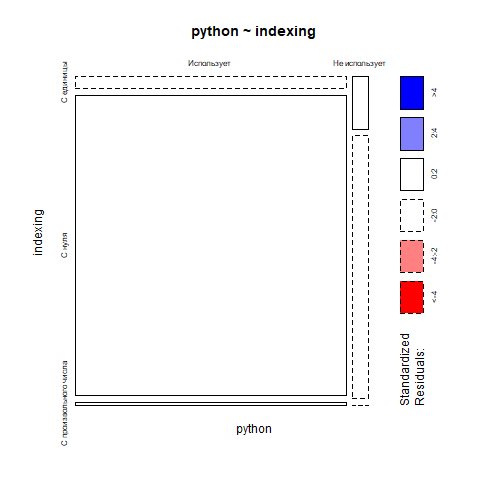 python ~ indexing
Использует
Не использует
С единицы
С нуля
С произвольного числа
indexing
python
>4
2:4
0:2
-2:0
-4:-2
<-4
Standardized
Residuals: